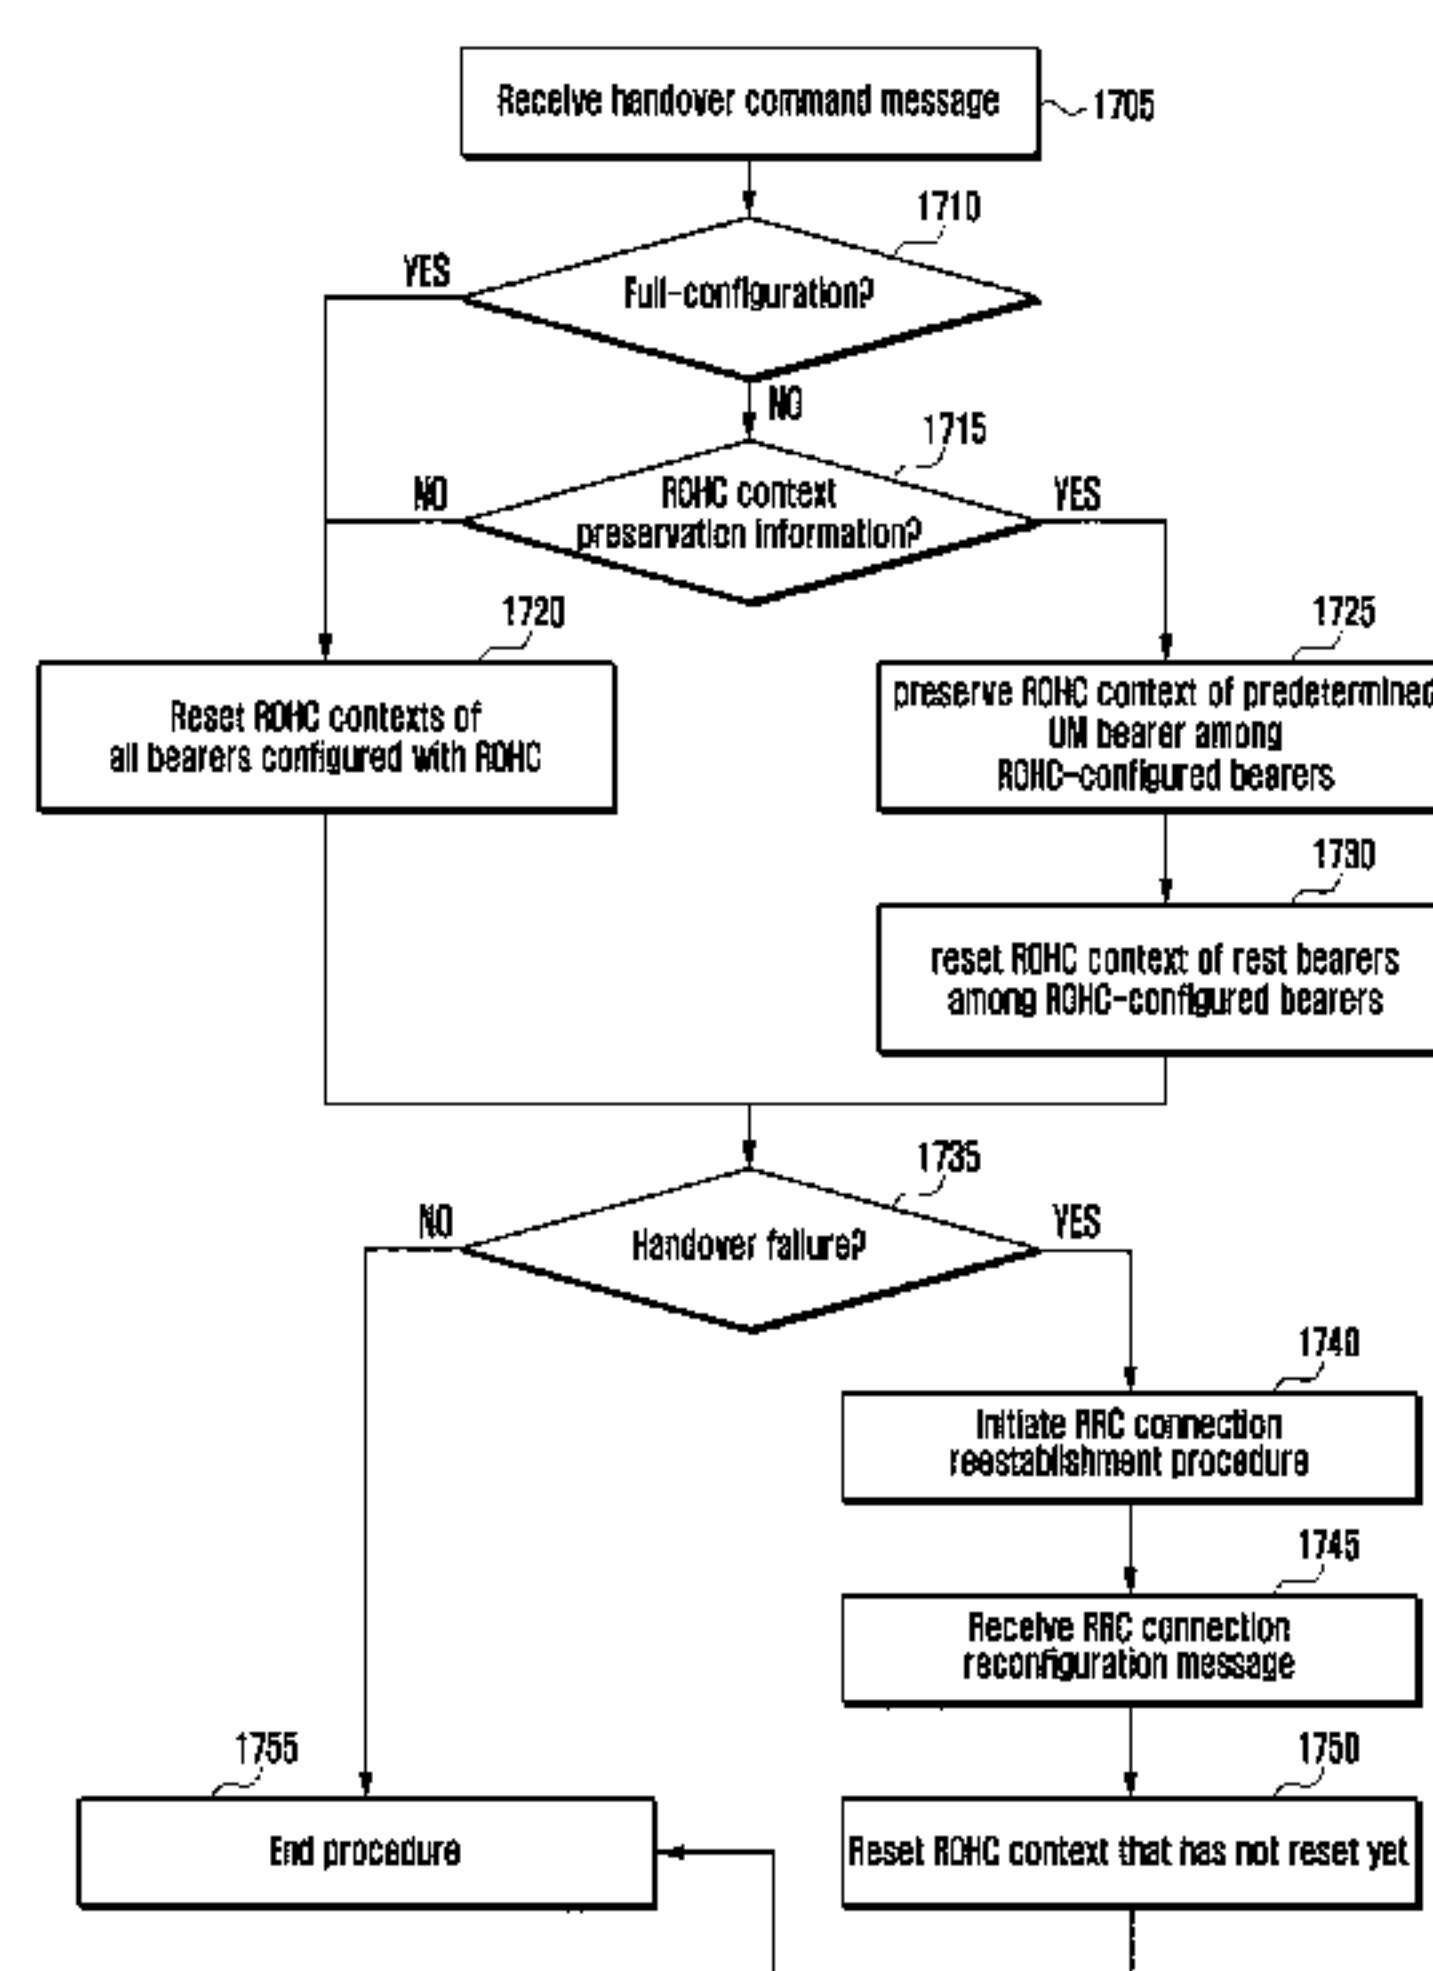 Receive handover command message
1705
1710
YES
Full-configuration?
NO
1715
NO
ROHC context
preservation information?
YES
1720
1725
Reset ROHC contexts of
all bearers configured with ROHC
preserve ROHC context of predetermined
UM bearer among
ROHC-configured bearers
1730
reset ROHC context of rest bearers
among ROHC-configured bearers
1735
NO
Handover failure?
YES
1740
Initiate RRC connection
reestablishment procedure
1745
Receive RRC connection
reconfiguration message
1755
1750
End procedure
Reset ROHC context that has not reset yet